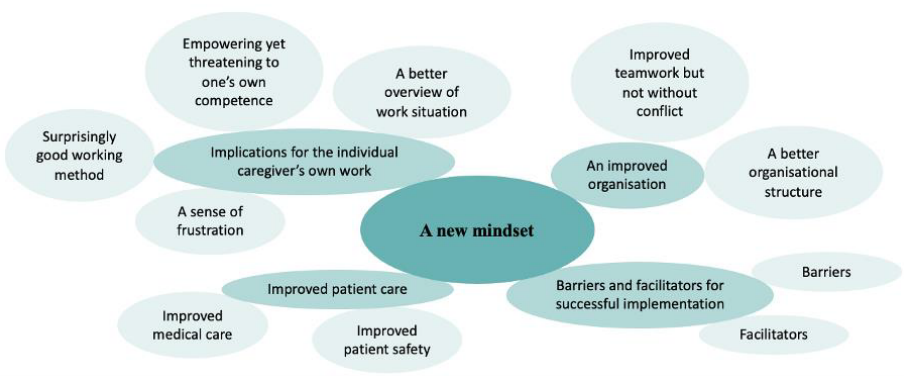 Empowering yet
threatening to
one's own
competence
A better
overview of
work situation
Improved
teamwork but
not without
conflict
Surprisingly
good working
method
Implications for the individual
caregiver's own work
An improved
organisation
A better
organisational
structure
A sense of
frustration
A new mindset
Improved patient care
Barriers and facilitators for
successful implementation
Barriers
Improved
medical care
Improved
patient safety
Facilitators